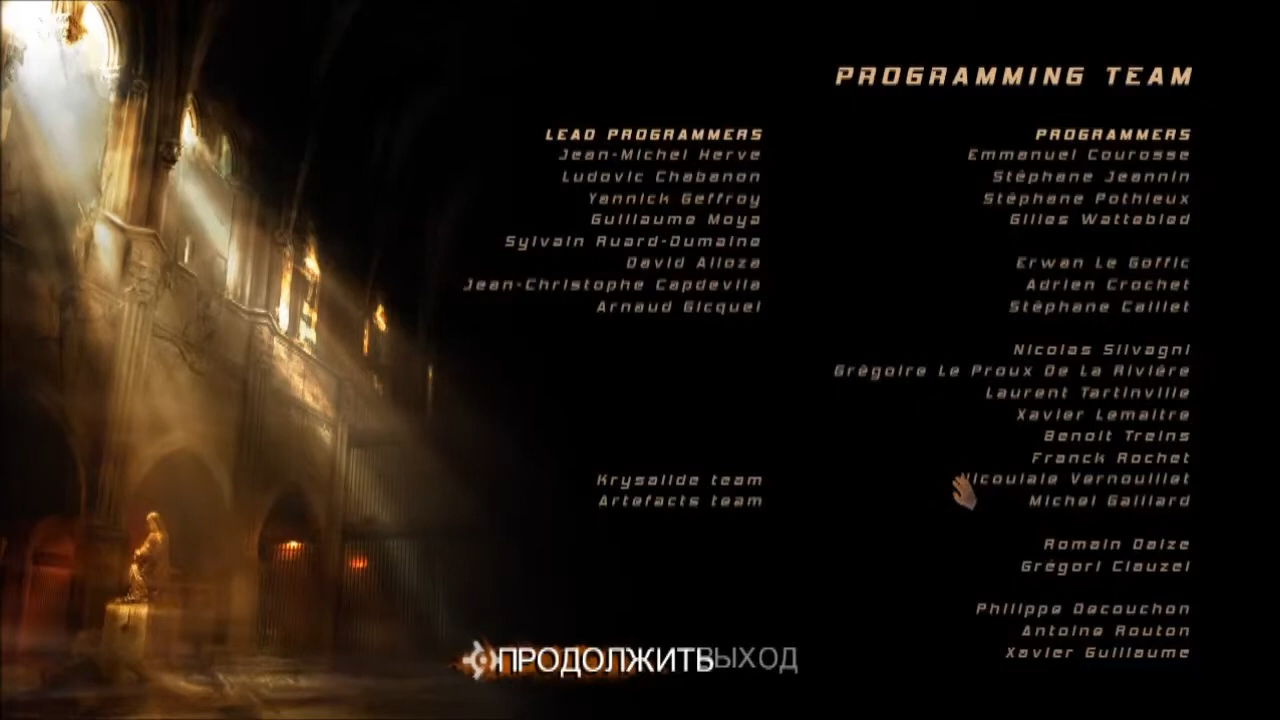 PROGRAMMING TEAM
LEAD PROGRAMMERS
Jean-Michel Herve
Ludovic Chabanon
Yannick Geffroy
Guillaume Moya
Sylvain Ruard-Dumaine
David Alloza
Jean-Christophe Capdevila
Arnaud Gicquel
Krysalide team
Artefacts team
PROGRAMMERS
Emmanuel Courosse
Stéphane Jeannin
Stéphane Pothieux
Gilles Wattebled
Erwan Le Goffic
Adrien Crochet
Stéphane Caillet
Nicolas Silvagni
Grégoire Le Proux De La Rivière
Laurent Tartinville
Xavier Lemaitre
Benoit Treins
Franck Rochet
Nicoulaie Vernouillet
Michel Gaillard
Romain Daize
Grégori Clauzel
Philippe Decouchon
Antoine Routon
Xavier Guillaume
ПРОДОЛЖИТЬ
ВЫХОД